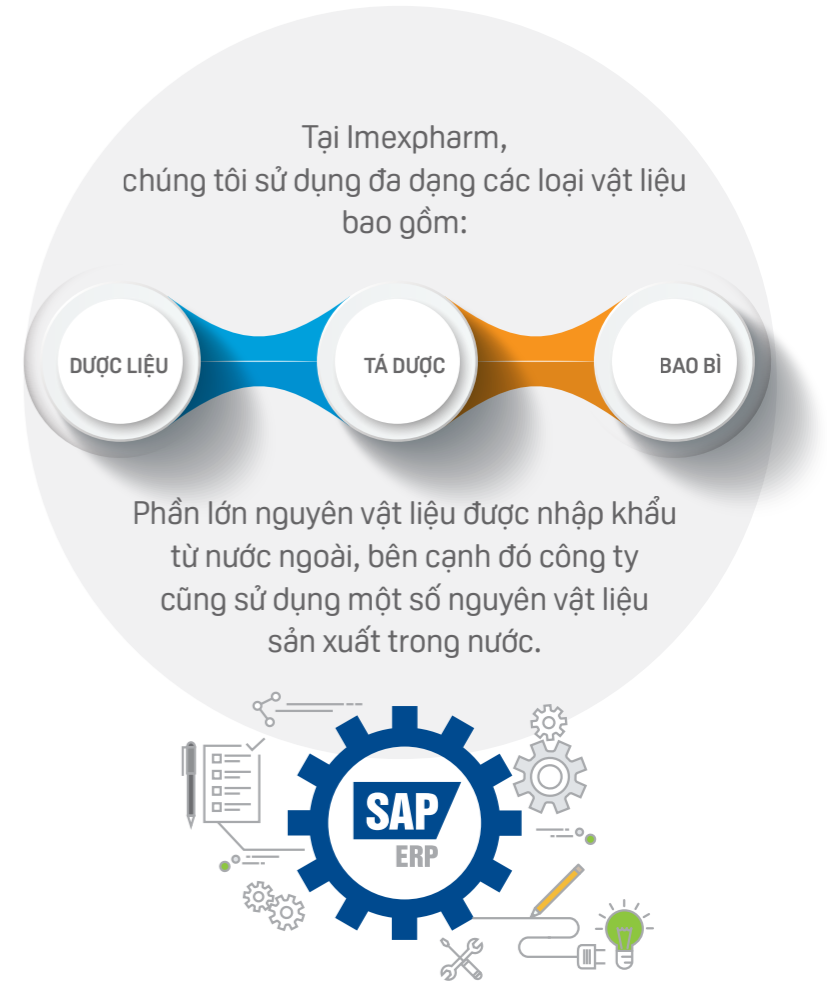 Tại Imexpharm,
chúng tôi sử dụng đa dạng các loại vật liệu
bao gồm:
DƯỢC LIỆU
TÁ DƯỢC
BAO BÌ
Phần lớn nguyên vật liệu được nhập khẩu
từ nước ngoài, bên cạnh đó công ty
cũng sử dụng một số nguyên vật liệu
sản xuất trong nước.
SAP
ERP